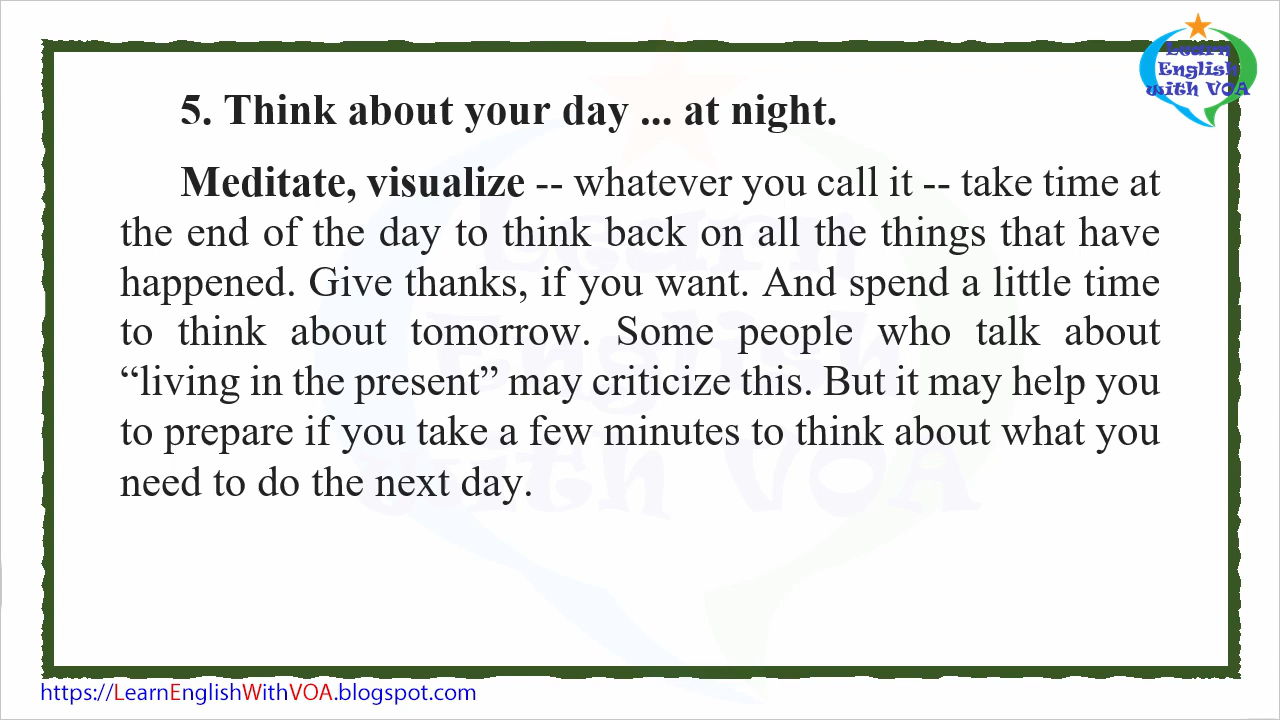 Learn
English
with VOA
5. Think about your day ... at night.
Meditate, visualize -- whatever you call it -- take time at
the end of the day to think back on all the things that have
happened. Give thanks, if you want. And spend a little time
to think about tomorrow. Some people who talk about
“living in the present” may criticize this. But it may help you
to prepare if you take a few minutes to think about what you
need to do the next day.
Learn
English
with VOA
https://LearnEnglishWithVOA.blogspot.com